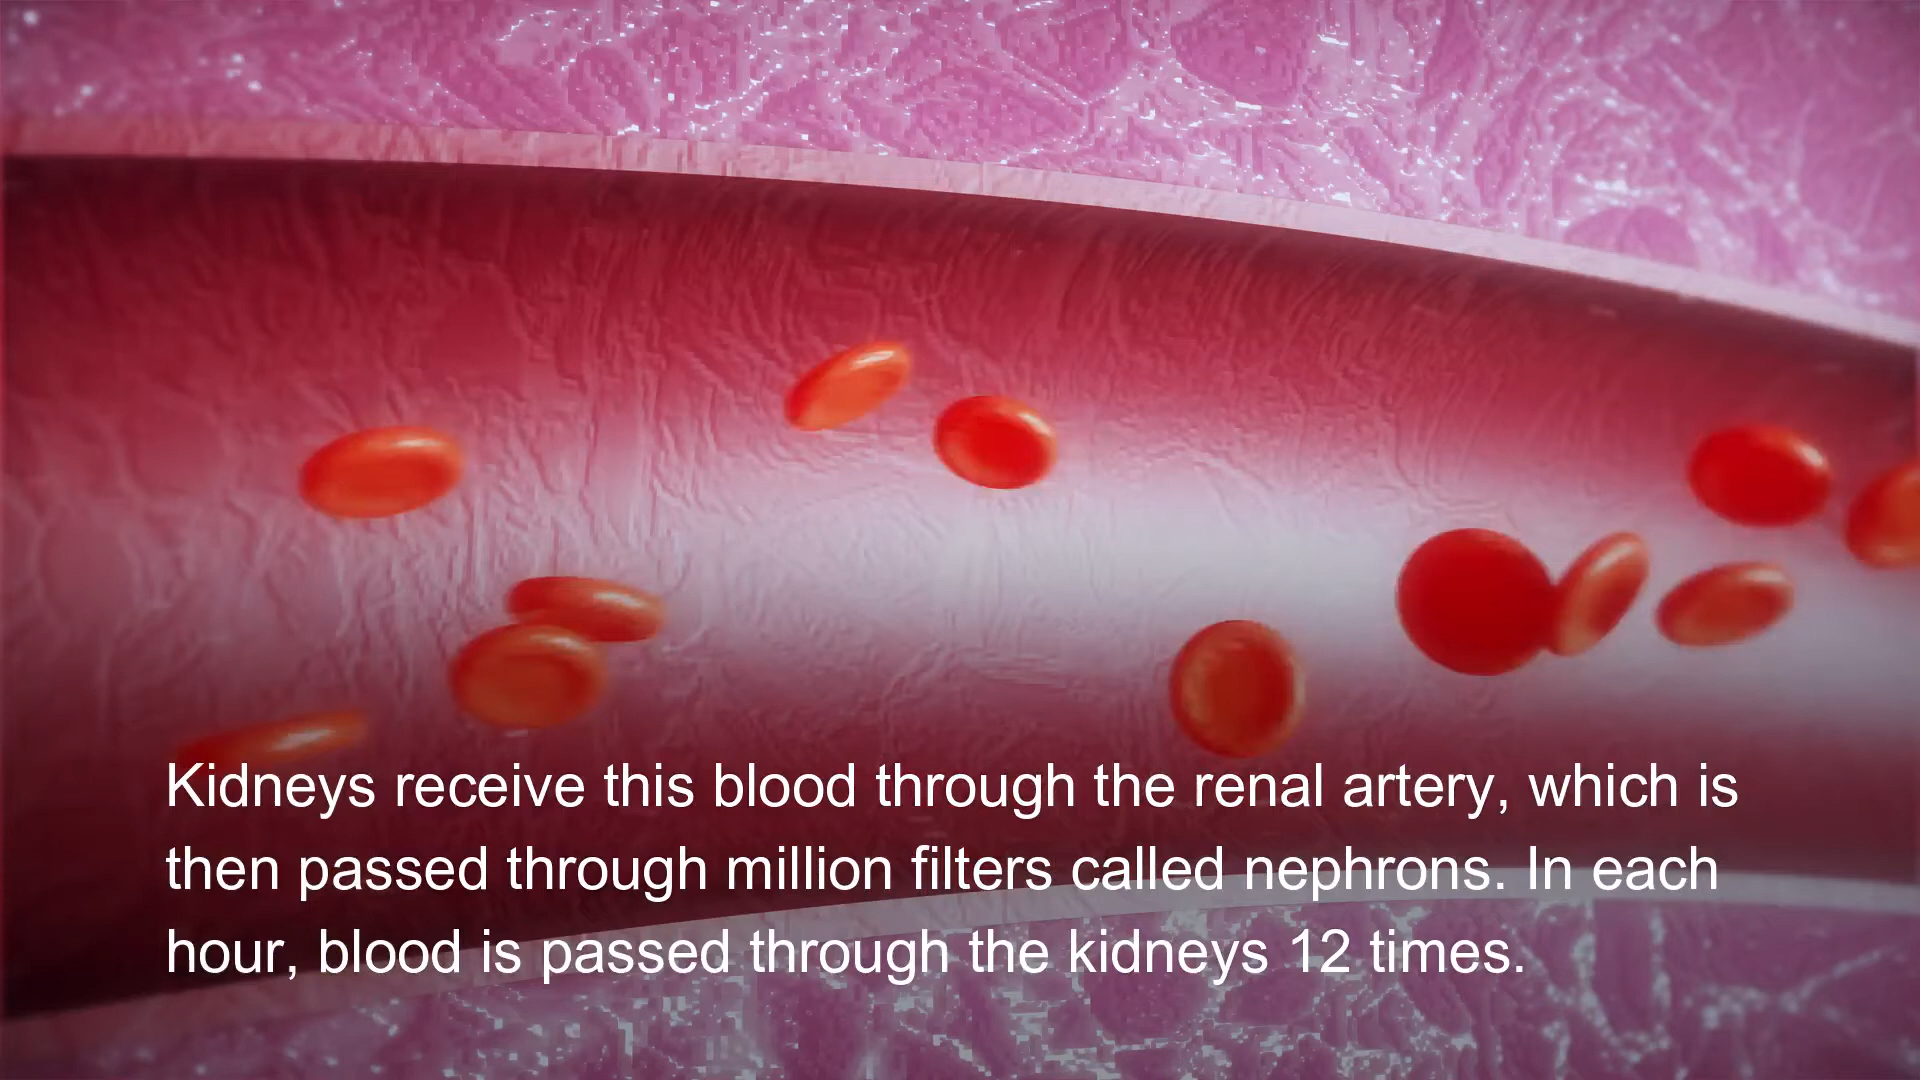 Kidneys receive this blood through the renal artery, which is
then passed through million filters called nephrons. In each
hour, blood is passed through the kidneys 12 times.